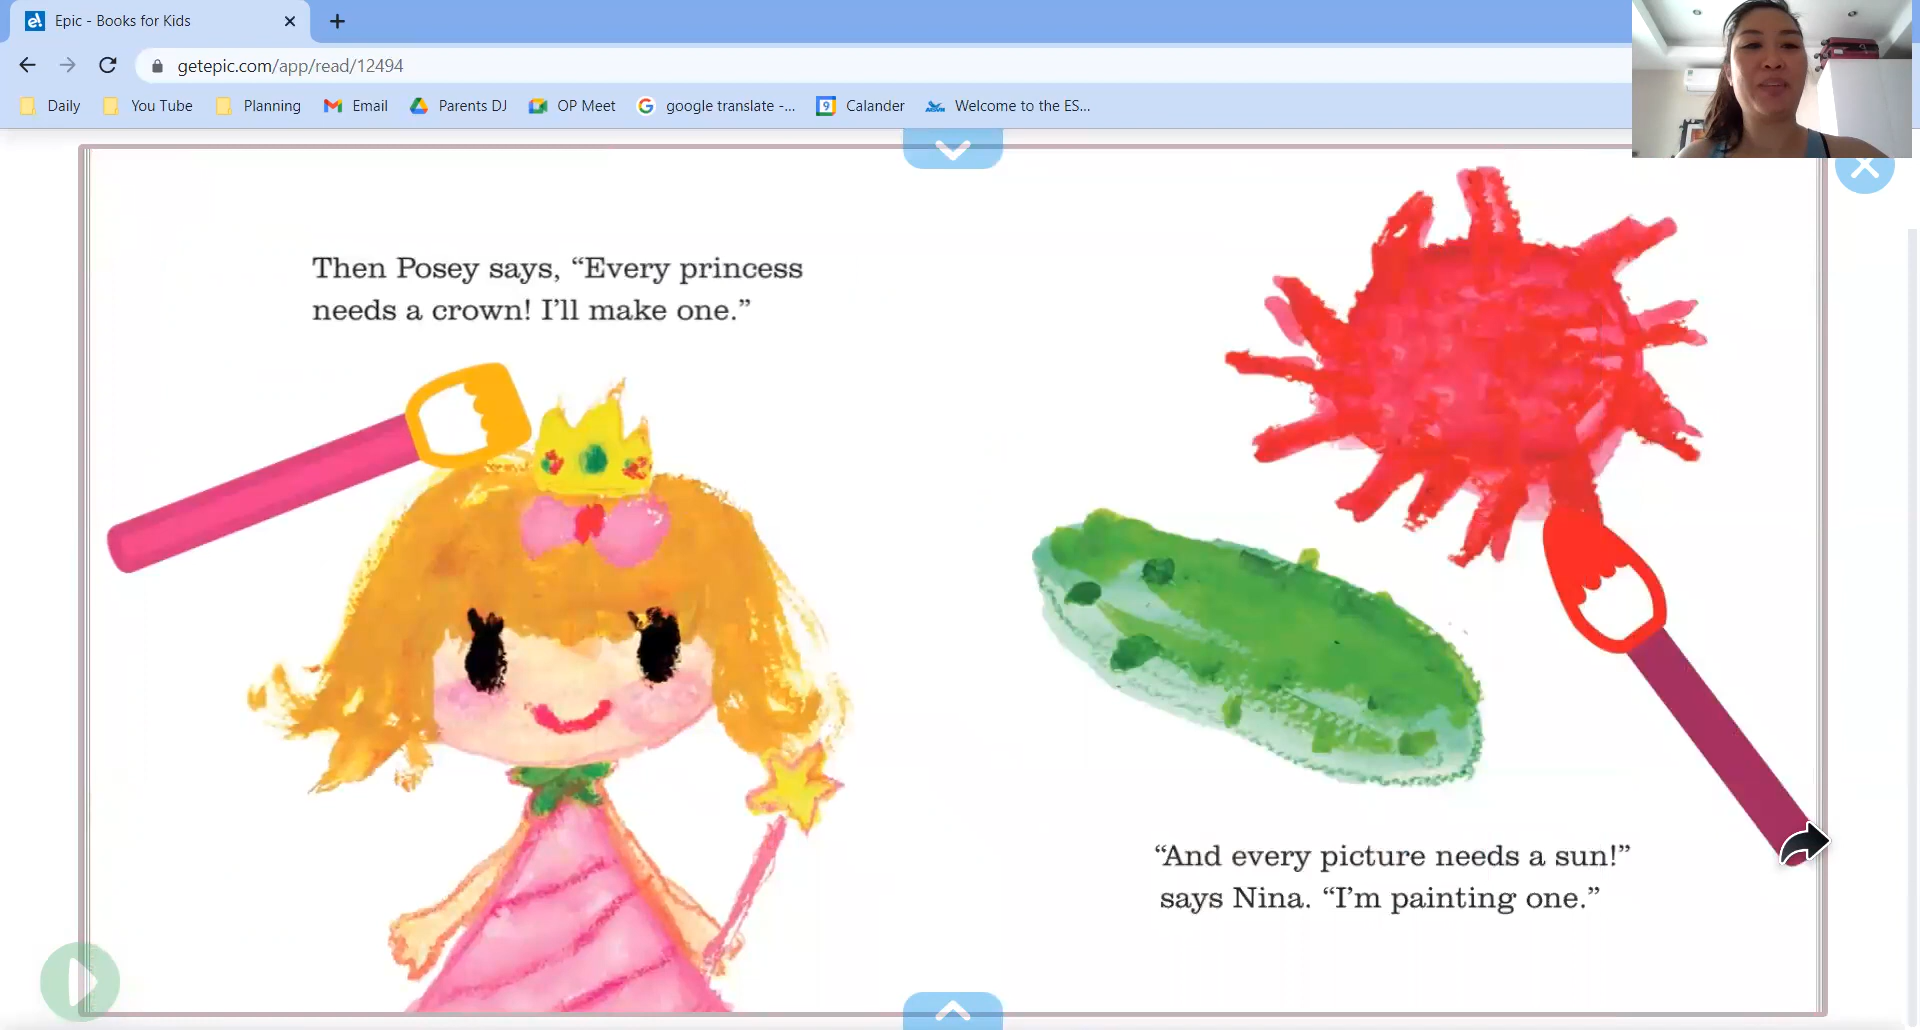 Epic - Books for Kids
getepic.com/app/read/12494
Daily
You Tube
Planning
Email
Parents DJ
OP Meet
google translate -...
9
Calander
Welcome to the ES...
Then Posey says, “Every princess
needs a crown! I’ll make one.”
“And every picture needs a sun!”
says Nina. “I’m painting one.”